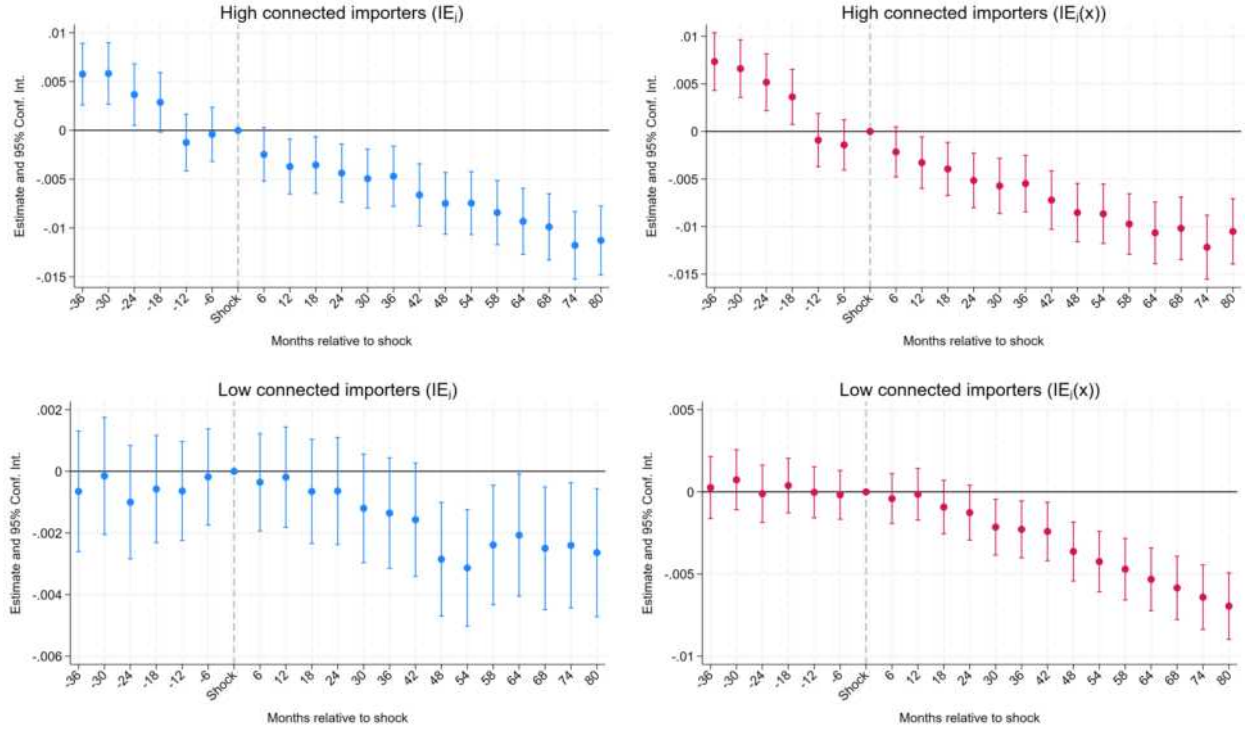 High connected importers (IEj)
Estimate and 95% Conf. Int.
.01
.005
0
-.005
-.01
-.015
-36 -30 -24 -18 -12 -6 Shock 6 12 18 24 30 36 42 48 54 58 64 68 74 80
Months relative to shock
High connected importers (IEj(x))
Estimate and 95% Conf. Int.
.01
.005
0
-.005
-.01
-.015
-36 -30 -24 -18 -12 -6 Shock 6 12 18 24 30 36 42 48 54 58 64 68 74 80
Months relative to shock
Low connected importers (IEj)
Estimate and 95% Conf. Int.
.002
0
-.002
-.004
-.006
-36 -30 -24 -18 -12 -6 Shock 6 12 18 24 30 36 42 48 54 58 64 68 74 80
Months relative to shock
Low connected importers (IEj(x))
Estimate and 95% Conf. Int.
.005
0
-.005
-.01
-36 -30 -24 -18 -12 -6 Shock 6 12 18 24 30 36 42 48 54 58 64 68 74 80
Months relative to shock